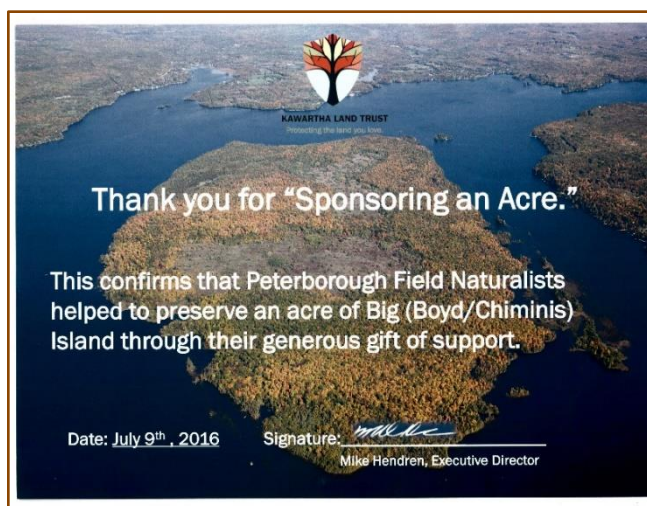 KAWARTHA LAND TRUST
Protecting the land you love.
Thank you for “Sponsoring an Acre.”
This confirms that Peterborough Field Naturalists
helped to preserve an acre of Big (Boyd/Chiminis)
Island through their generous gift of support.
Date: July 9th , 2016 Signature:
Mike Hendren, Executive Director